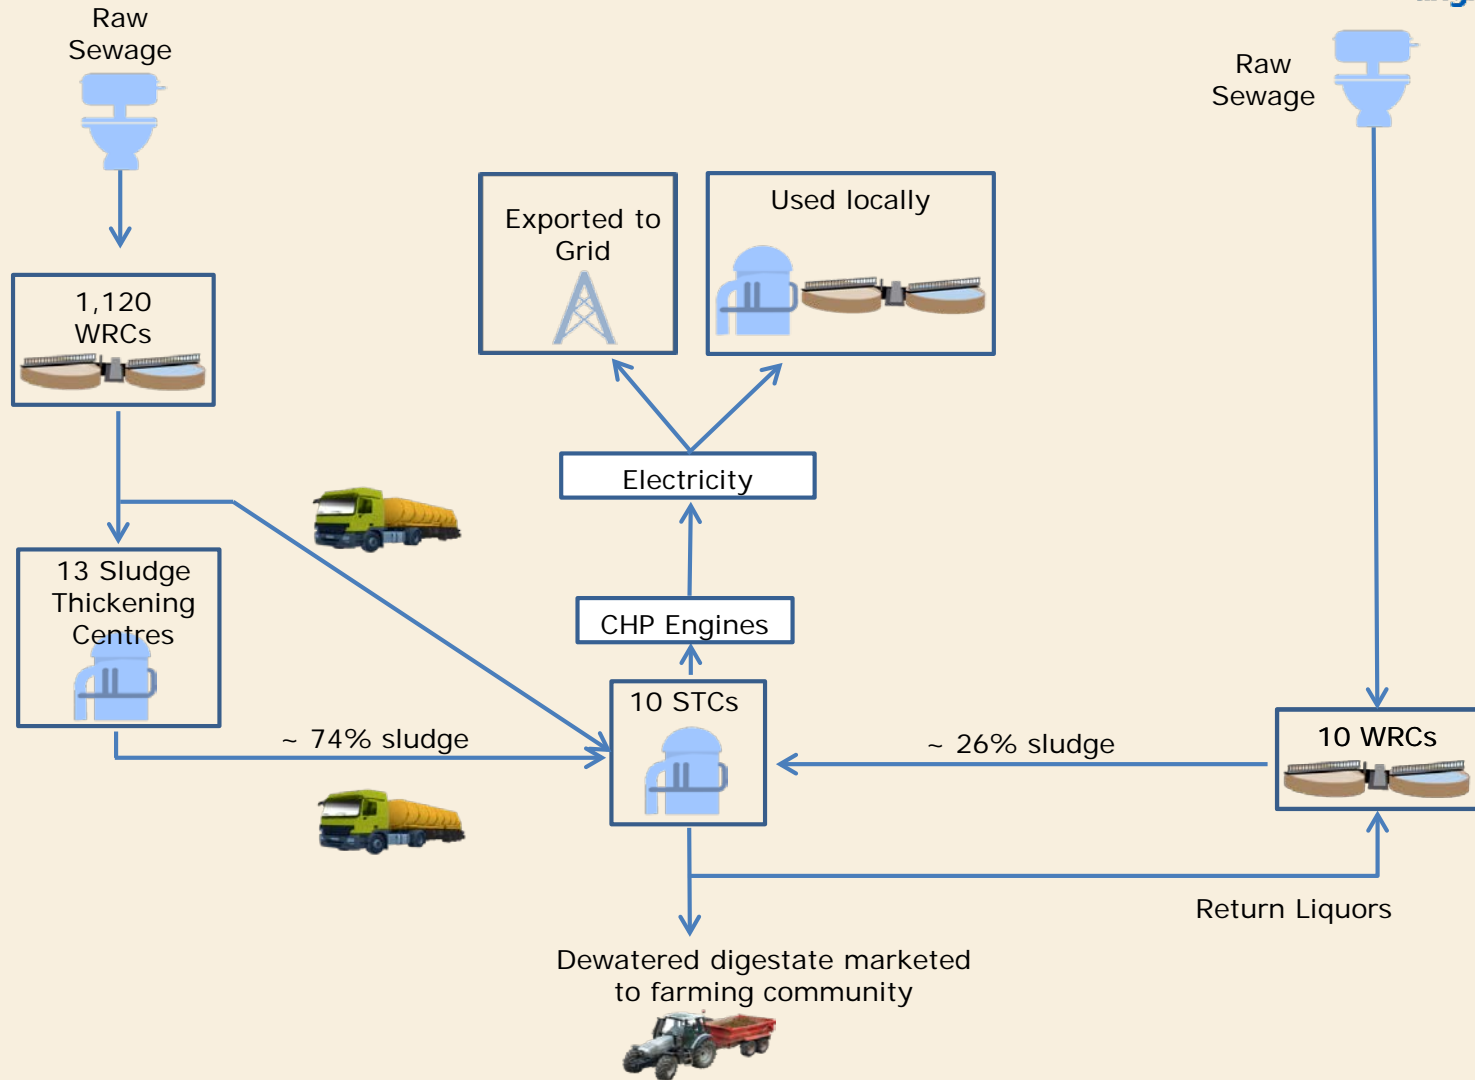 Raw
Sewage
Raw
Sewage
Exported to
Grid
Used locally
1,120
WRCs
Electricity
13 Sludge
Thickening
Centres
CHP Engines
10 STCs
~ 74% sludge
~ 26% sludge
10 WRCs
Return Liquors
Dewatered digestate marketed
to farming community